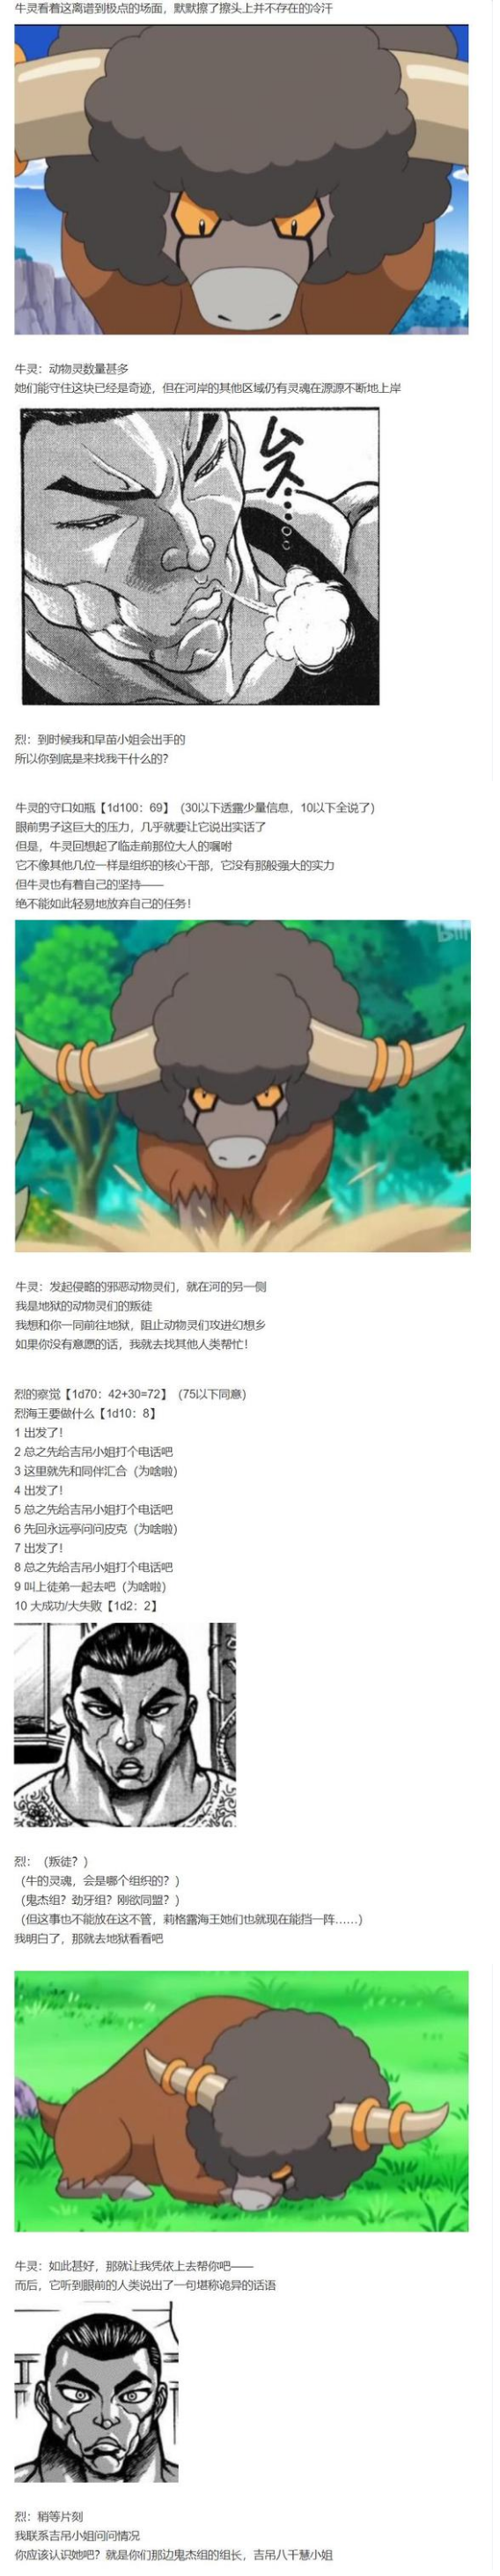 牛灵看着这离谱到极点的场面，默默擦了擦头上并不存在的冷汗
牛灵：动物灵数量甚多
她们能守住这块已经是奇迹，但在河岸的其他区域仍有灵魂在源源不断地上岸
ムス……
烈：到时候我和早苗小姐会出手的
所以你到底是来找我干什么的？
牛灵的守口如瓶【1d100：69】（30以下透露少量信息，10以下全说了）
眼前男子这巨大的压力，几乎就要让它说出实话了
但是，牛灵回想起了临走前那位大人的嘱咐
它不像其他几位一样是组织的核心干部，它没有那般强大的实力
但牛灵也有着自己的坚持——
绝不能如此轻易地放弃自己的任务！
牛灵：发起侵略的邪恶动物灵们，就在河的另一侧
我是地狱的动物灵们的叛徒
我想和你一同前往地狱，阻止动物灵们攻进幻想乡
如果你没有意愿的话，我就去找其他人类帮忙！
烈的察觉【1d70：42+30=72】（75以下同意）
烈海王要做什么【1d10：8】
1 出发了！
2 总之先给吉吊小姐打个电话吧
3 这里就先和同伴汇合（为啥啦）
4 出发了！
5 总之先给吉吊小姐打个电话吧
6 先回永远亭问问皮克（为啥啦）
7 出发了！
8 总之先给吉吊小姐打个电话吧
9 叫上徒弟一起去吧（为啥啦）
10 大成功/大失败【1d2：2】
烈：（叛徒？）
（牛的灵魂，会是哪个组织的？）
（鬼杰组？劲牙组？刚欲同盟？）
（但这事也不能放在这不管，莉格露海王她们也就现在能挡一阵……）
我明白了，那就去地狱看看吧
牛灵：如此甚好，那就让我凭依上去帮你吧——
而后，它听到眼前的人类说出了一句堪称诡异的话语
烈：稍等片刻
我联系吉吊小姐问问情况
你应该认识她吧？就是你们那边鬼杰组的组长，吉吊八千慧小姐